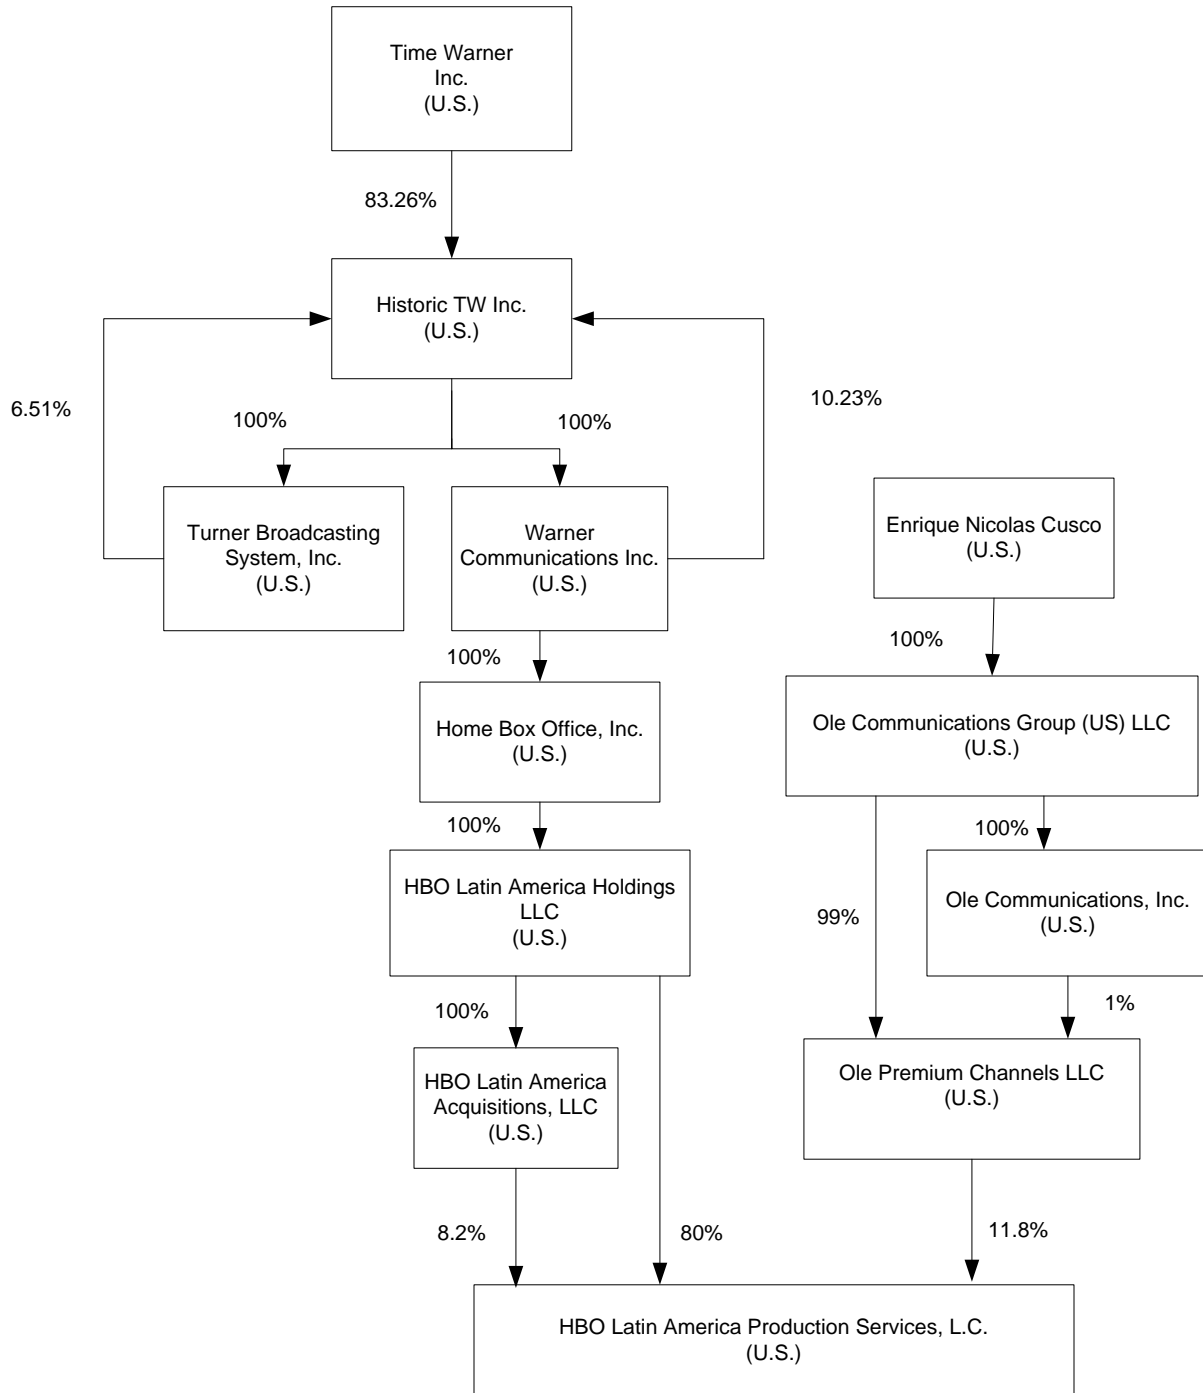 Time Warner
Inc.
(U.S.)
83.26%
Historic TW Inc.
(U.S.)
6.51%
100%
100%
10.23%
Turner Broadcasting
System, Inc.
(U.S.)
Warner
Communications Inc.
(U.S.)
Enrique Nicolas Cusco
(U.S.)
100%
100%
Home Box Office, Inc.
(U.S.)
Ole Communications Group (US) LLC
(U.S.)
100%
100%
HBO Latin America Holdings
LLC
(U.S.)
99%
Ole Communications, Inc.
(U.S.)
100%
1%
HBO Latin America
Acquisitions, LLC
(U.S.)
Ole Premium Channels LLC
(U.S.)
8.2%
80%
11.8%
HBO Latin America Production Services, L.C.
(U.S.)